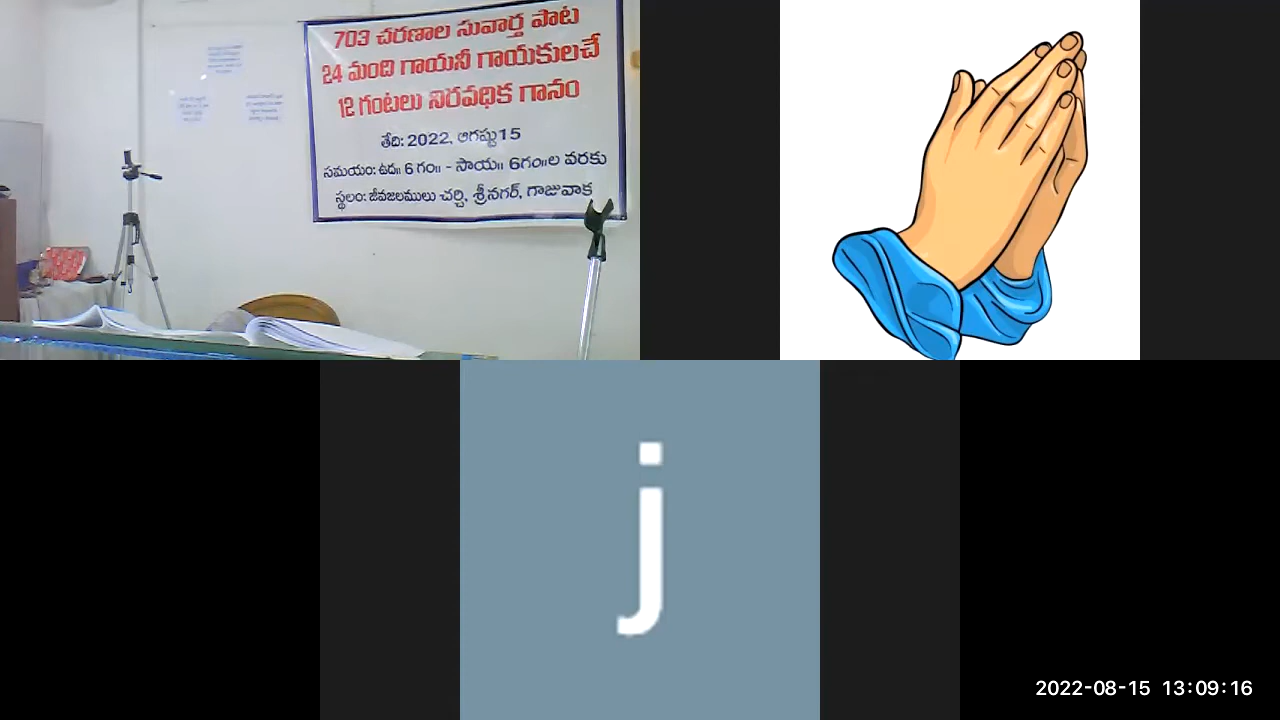 703 చరణాల సువార్త పాట
24 మంది గాయనీ గాయకులచే
12 గంటలు నిరవధిక గానం
తేది: 2022, ఆగష్టు 15
సమయం: ఉద॥ 6 గం॥ - సాయ॥ 6గం॥ల వరకు
స్థలం: జీవజలములు చర్చి, శ్రీనగర్, గాజువాక
j
2022-08-15 13:09:16